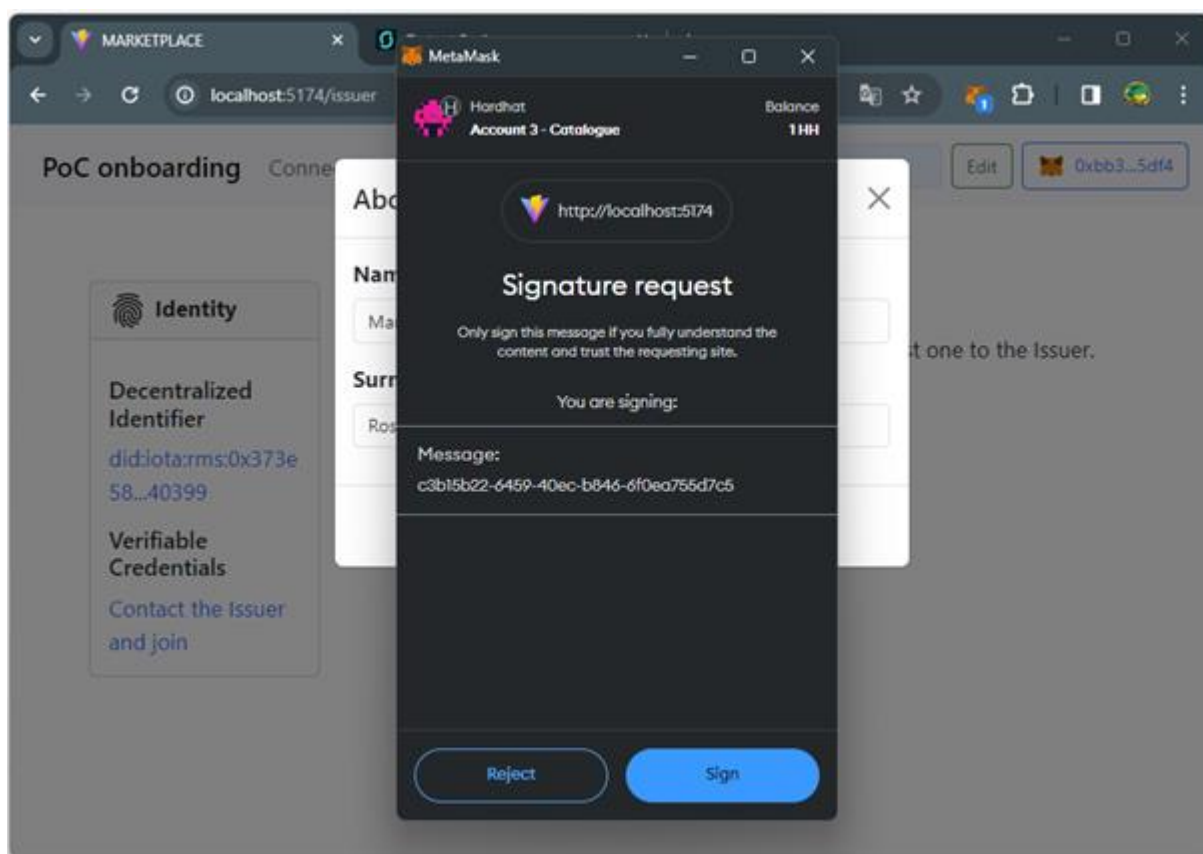 MARKETPLACE
localhost:5174/issuer
MetaMask
Hardhat
Account 3 - Catalogue
Balance
1 HH
H
PoC onboarding
Edit
0xbb3...5df4
http://localhost:5174
Signature request
Only sign this message if you fully understand the
content and trust the requesting site.
You are signing:
Message:
c3b15b22-6459-40ec-b846-6f0ea755d7c5
Reject
Sign
Identity
Decentralized
Identifier
did:iota:rms:0x373e
58...40399
Verifiable
Credentials
Contact the Issuer
and join
one to the Issuer.
1